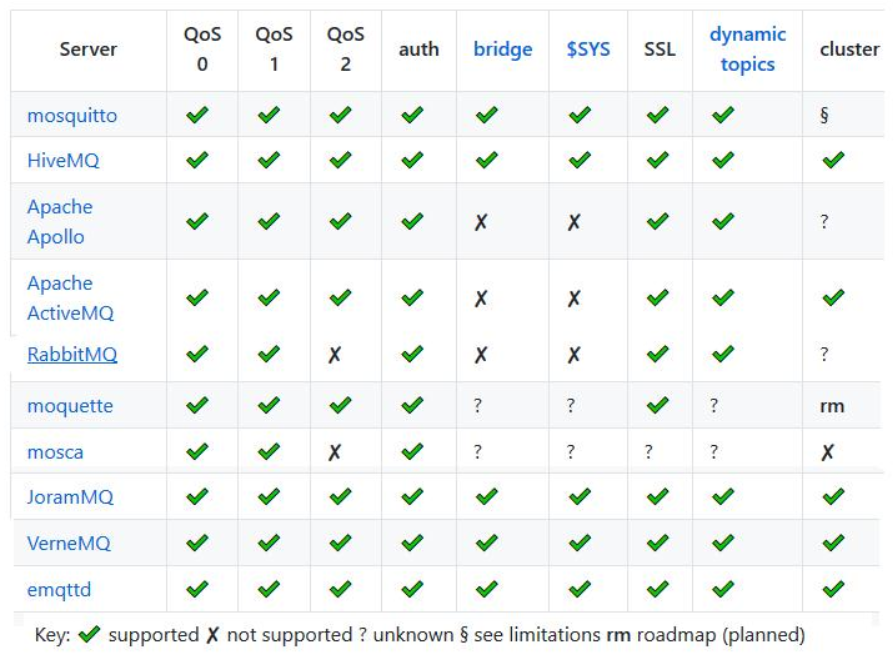 Server QoS 0 QoS 1 QoS 2 auth bridge $SYS SSL dynamic topics cluster
mosquitto ✔ ✔ ✔ ✔ ✔ ✔ ✔ ✔ §
HiveMQ ✔ ✔ ✔ ✔ ✔ ✔ ✔ ✔ ✔
Apache Apollo ✔ ✔ ✔ ✔ ✗ ✗ ✔ ✔ ?
Apache ActiveMQ ✔ ✔ ✔ ✔ ✗ ✗ ✔ ✔ ✔
RabbitMQ ✔ ✔ ✗ ✔ ✗ ✗ ✔ ✔ ?
moquette ✔ ✔ ✔ ✔ ? ? ✔ ? rm
mosca ✔ ✔ ✗ ✔ ? ? ? ? ✗
JoramMQ ✔ ✔ ✔ ✔ ✔ ✔ ✔ ✔ ✔
VerneMQ ✔ ✔ ✔ ✔ ✔ ✔ ✔ ✔ ✔
emqttd ✔ ✔ ✔ ✔ ✔ ✔ ✔ ✔ ✔
Key: ✔ supported ✗ not supported ? unknown § see limitations rm roadmap (planned)